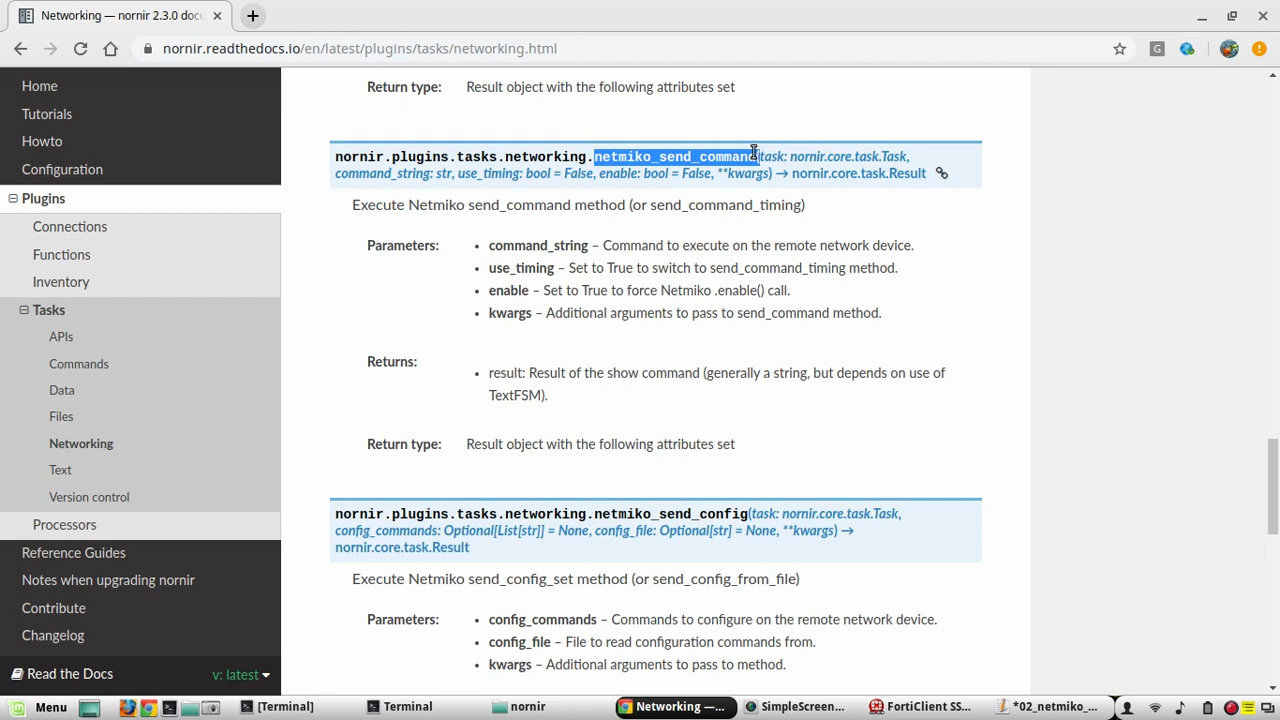 Networking — nornir 2.3.0 doc
nornir.readthedocs.io/en/latest/plugins/tasks/networking.html
Home
Tutorials
Howto
Configuration
Plugins
Connections
Functions
Inventory
Tasks
APIs
Commands
Data
Files
Networking
Text
Version control
Processors
Reference Guides
Notes when upgrading nornir
Contribute
Changelog
Read the Docs
v: latest
Return type: Result object with the following attributes set
nornir.plugins.tasks.networking.netmiko_send_command(task: nornir.core.task.Task,
command_string: str, use_timing: bool = False, enable: bool = False, **kwargs) → nornir.core.task.Result
Execute Netmiko send_command method (or send_command_timing)
Parameters: • command_string – Command to execute on the remote network device.
• use_timing – Set to True to switch to send_command_timing method.
• enable – Set to True to force Netmiko .enable() call.
• kwargs – Additional arguments to pass to send_command method.
Returns:
• result: Result of the show command (generally a string, but depends on use of
TextFSM).
Return type: Result object with the following attributes set
nornir.plugins.tasks.networking.netmiko_send_config(task: nornir.core.task.Task,
config_commands: Optional[List[str]] = None, config_file: Optional[str] = None, **kwargs) →
nornir.core.task.Result
Execute Netmiko send_config_set method (or send_config_from_file)
Parameters: • config_commands – Commands to configure on the remote network device.
• config_file – File to read configuration commands from.
• kwargs – Additional arguments to pass to method.
Menu [Terminal] Terminal nornir Networking —... SimpleScreen... FortiClient SS... *02_netmiko_...